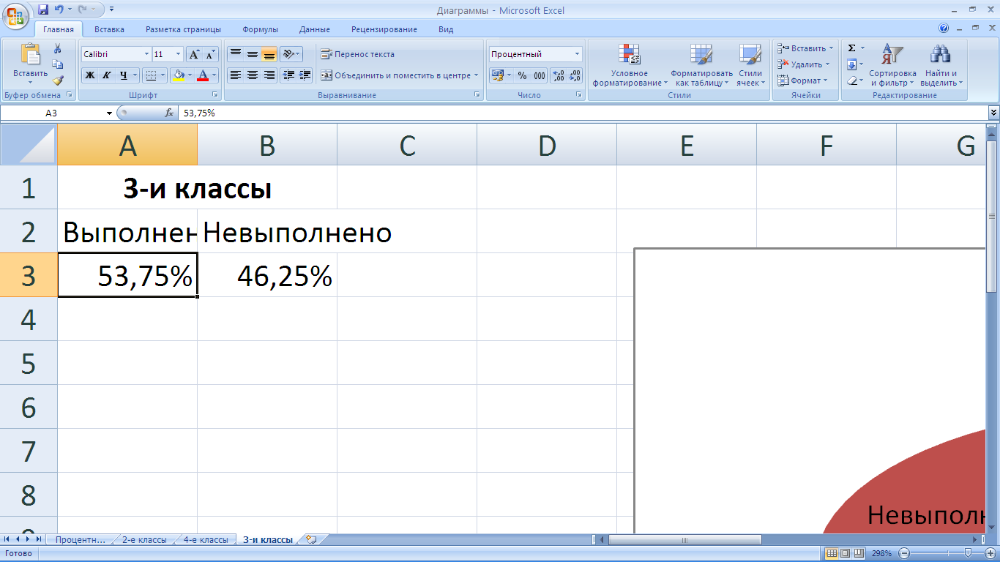 Диаграммы - Microsoft Excel
Главная Вставка Разметка страницы Формулы Данные Рецензирование Вид
Calibri 11 Перенос текста Процентный Вставить
Удалить
Вставить Ж К Ч Объединить и поместить в центре % 000 Условное форматирование Форматировать как таблицу Стили ячеек Формат Сортировка и фильтр Найти и выделить
Буфер обмена Шрифт Выравнивание Число Стили Ячейки Редактирование
A3 fx 53,75%
A B C D E F G
1 3-и классы
2 Выполнен Невыполнено
3 53,75% 46,25%
4
5
6
7
8
Невыполн
Процентн... 2-е классы 4-е классы 3-и классы
Готово 298%